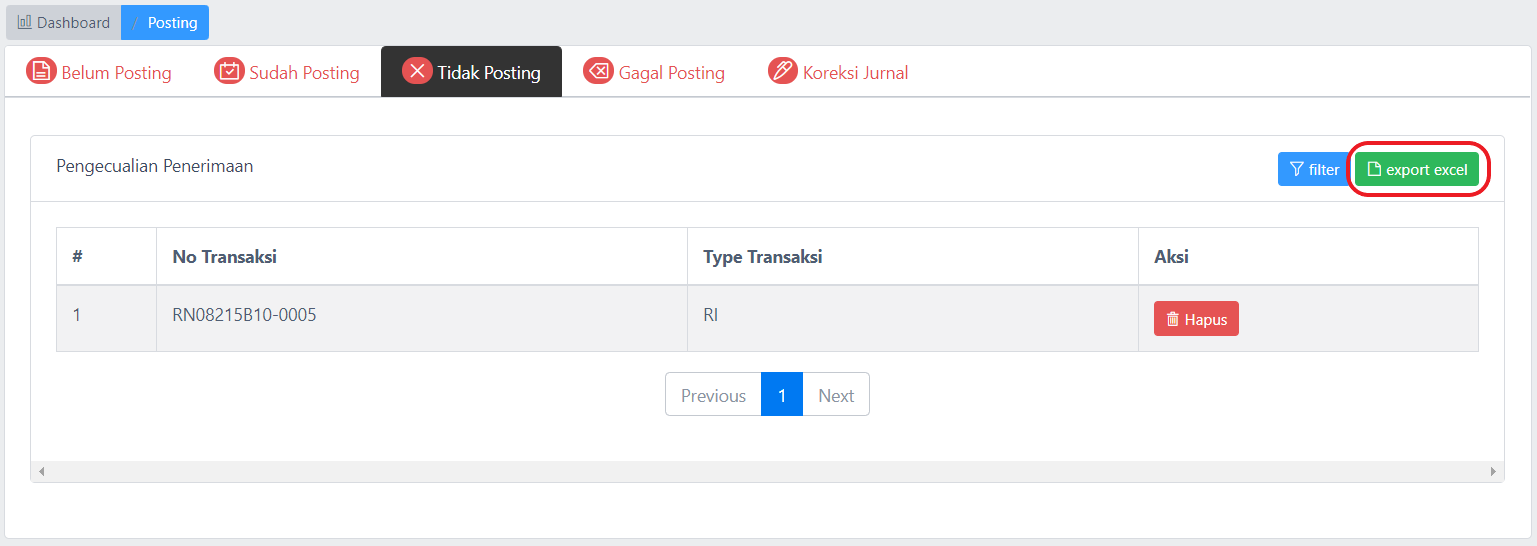 Dashboard / Posting
Belum Posting Sudah Posting Tidak Posting Gagal Posting Koreksi Jurnal
Pengecualian Penerimaan filter export excel
# No Transaksi Type Transaksi Aksi
1 RN08215B10-0005 RI Hapus
Previous 1 Next